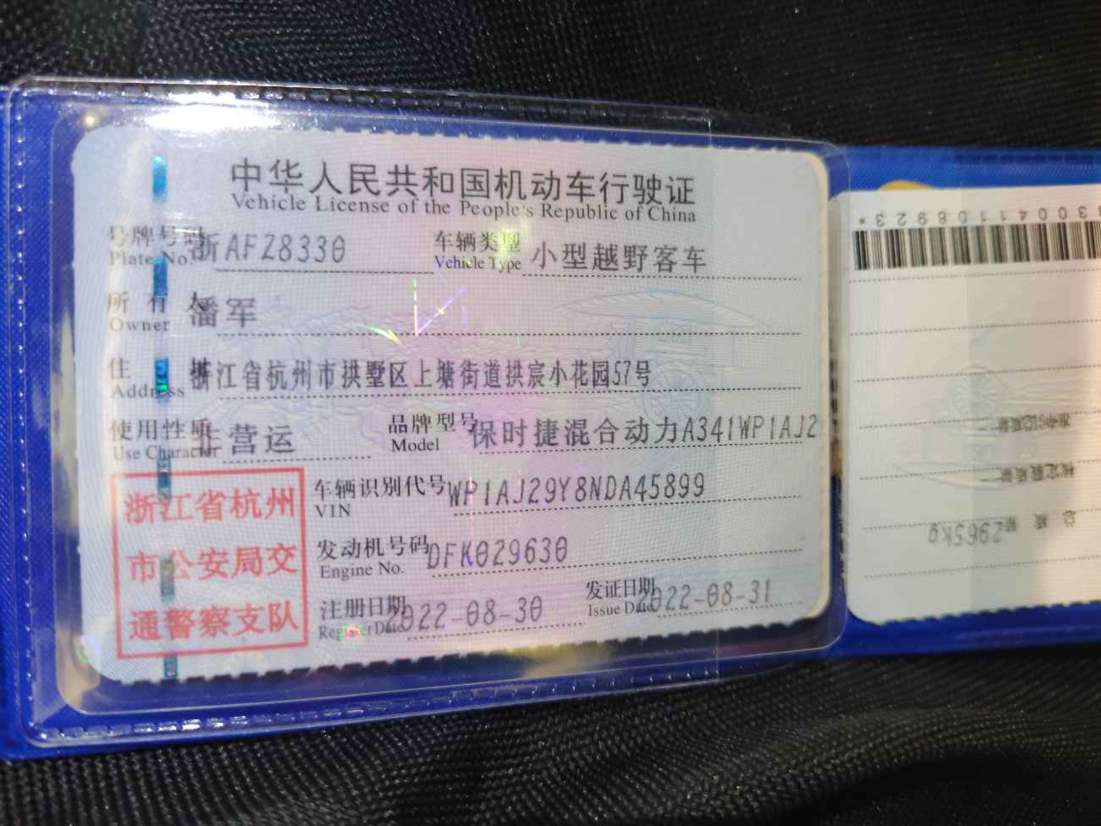 中华人民共和国机动车行驶证
Vehicle License of the People's Republic of China
号牌号码 浙AFZ8330 车辆类型 小型越野客车
Plate No. Vehicle Type
所有人 潘军
Owner
住址 浙江省杭州市拱墅区上塘街道拱宸小花园57号
Address
使用性质 非营运 品牌型号 保时捷混合动力A341WP1AJ2
Use Character Model
车辆识别代号 WP1AJ29Y8NDA45899
VIN
发动机号码 DFK029630
Engine No.
注册日期 2022-08-30 发证日期 2022-08-31
Register Date Issue Date
浙江省杭州
市公安局交
通警察支队
总质量 2965kg